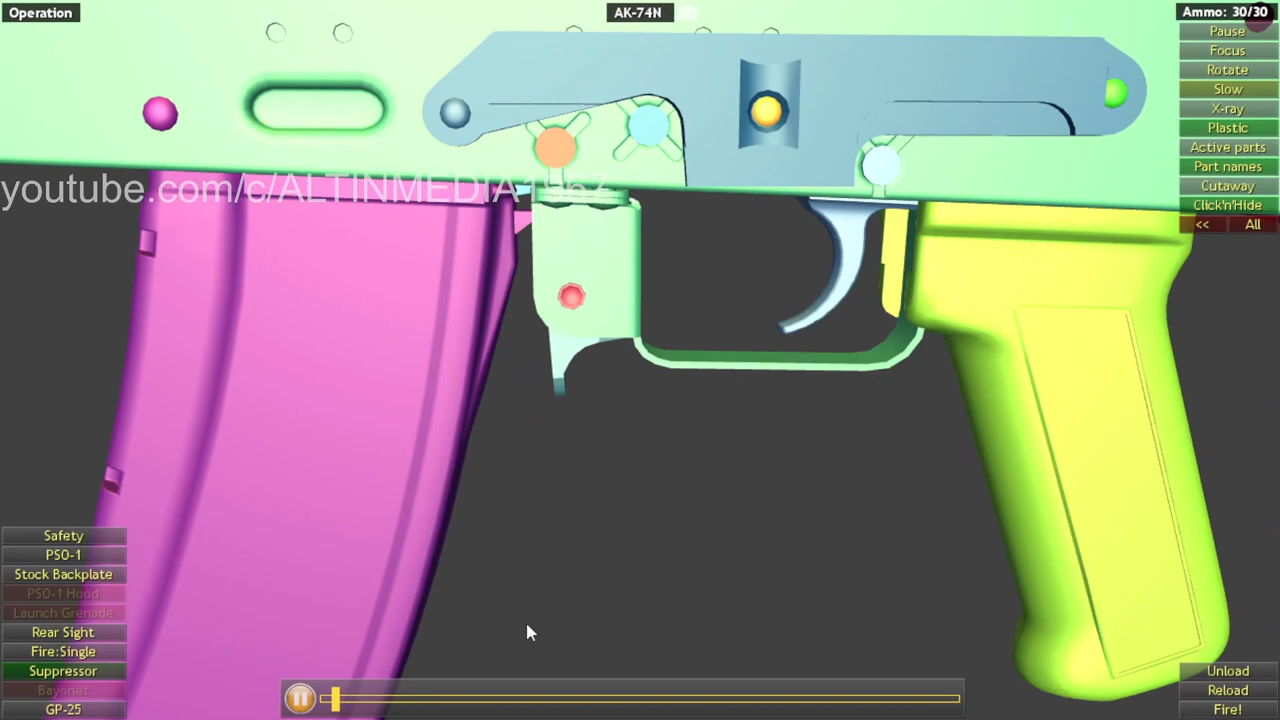 Operation
AK-74N
Ammo: 30/30
Pause
Focus
Rotate
Slow
X-ray
Plastic
Active parts
Part names
Cutaway
Click'n'Hide
<< All
youtube.com/c/ALTINMEDIA1967
Safety
PSO-1
Stock Backplate
PSO-1 Hood
Launch Grenade
Rear Sight
Fire:Single
Suppressor
Bayonet
GP-25
Unload
Reload
Fire!